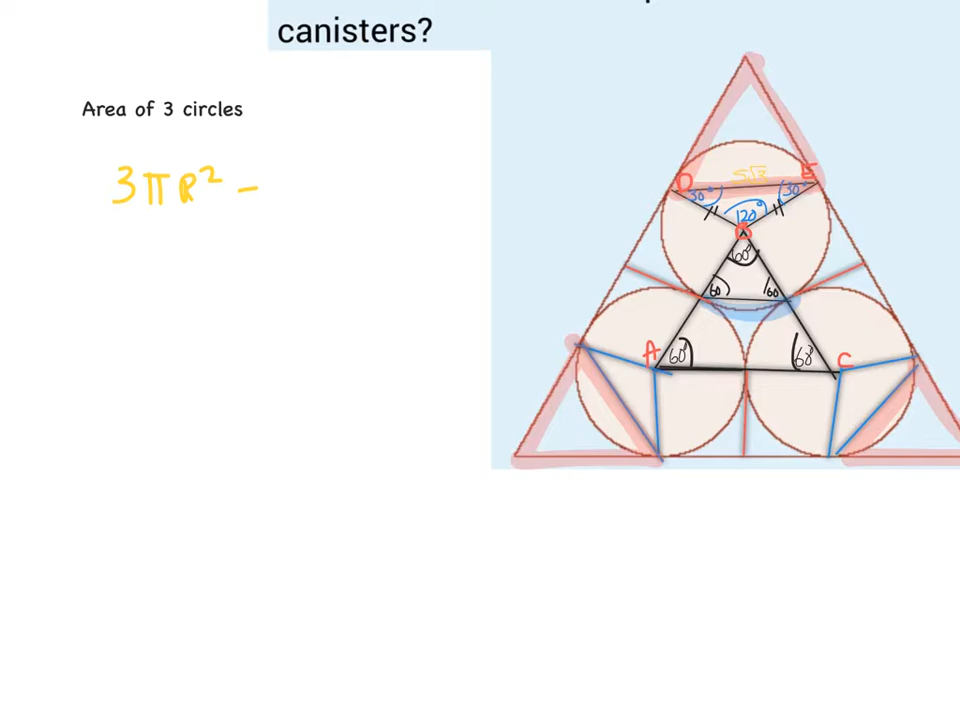 canisters?
Area of 3 circles
3πR² –
5√3
D
E
30°
30°
120°
60°
60
60
A
60°
60°
C